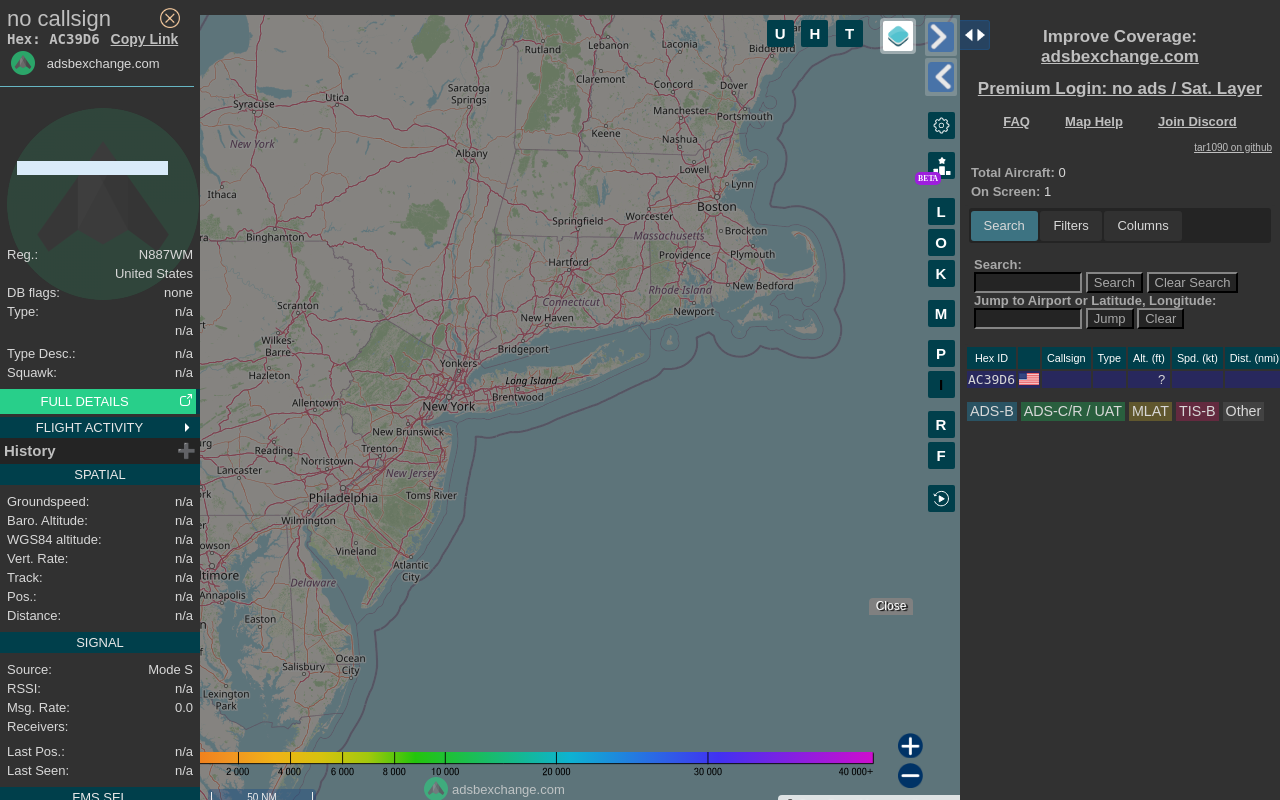 no callsign
Hex: AC39D6 Copy Link
adsbexchange.com
Reg.: N887WM
United States
DB flags: none
Type: n/a
n/a
Type Desc.: n/a
Squawk: n/a
FULL DETAILS
FLIGHT ACTIVITY
History
SPATIAL
Groundspeed: n/a
Baro. Altitude: n/a
WGS84 altitude: n/a
Vert. Rate: n/a
Track: n/a
Pos.: n/a
Distance: n/a
SIGNAL
Source: Mode S
RSSI: n/a
Msg. Rate: 0.0
Receivers:
Last Pos.: n/a
Last Seen: n/a
FMS SEL
U H T
Rutland
Lebanon
Laconia
Biddeford
Claremont
Concord
Dover
Syracuse
Utica
Saratoga
Springs
Manchester
Portsmouth
Keene
Nashua
New York
Albany
Lowell
Lynn
Ithaca
Boston
Worcester
Springfield
Brockton
Massachusetts
Binghamton
Providence
Plymouth
Hartford
Rhode Island
New Bedford
Connecticut
Scranton
Newport
New Haven
Wilkes-
Barre
Bridgeport
Yonkers
Hazleton
Long Island
Brentwood
Allentown
New York
New Brunswick
Reading
Trenton
Norristown
Lancaster
New Jersey
Philadelphia
Toms River
Wilmington
Vineland
Atlantic
City
Delaware
Annapolis
Easton
Ocean
City
Salisbury
Lexington
Park
BETA
L
O
K
M
P
I
R
F
Close
2 000 4 000 6 000 8 000 10 000 20 000 30 000 40 000+
adsbexchange.com
50 NM
Improve Coverage:
adsbexchange.com
Premium Login: no ads / Sat. Layer
FAQ Map Help Join Discord
tar1090 on github
Total Aircraft: 0
On Screen: 1
Search Filters Columns
Search:
Search Clear Search
Jump to Airport or Latitude, Longitude:
Jump Clear
Hex ID Callsign Type Alt. (ft) Spd. (kt) Dist. (nmi)
AC39D6 ?
ADS-B ADS-C/R / UAT MLAT TIS-B Other